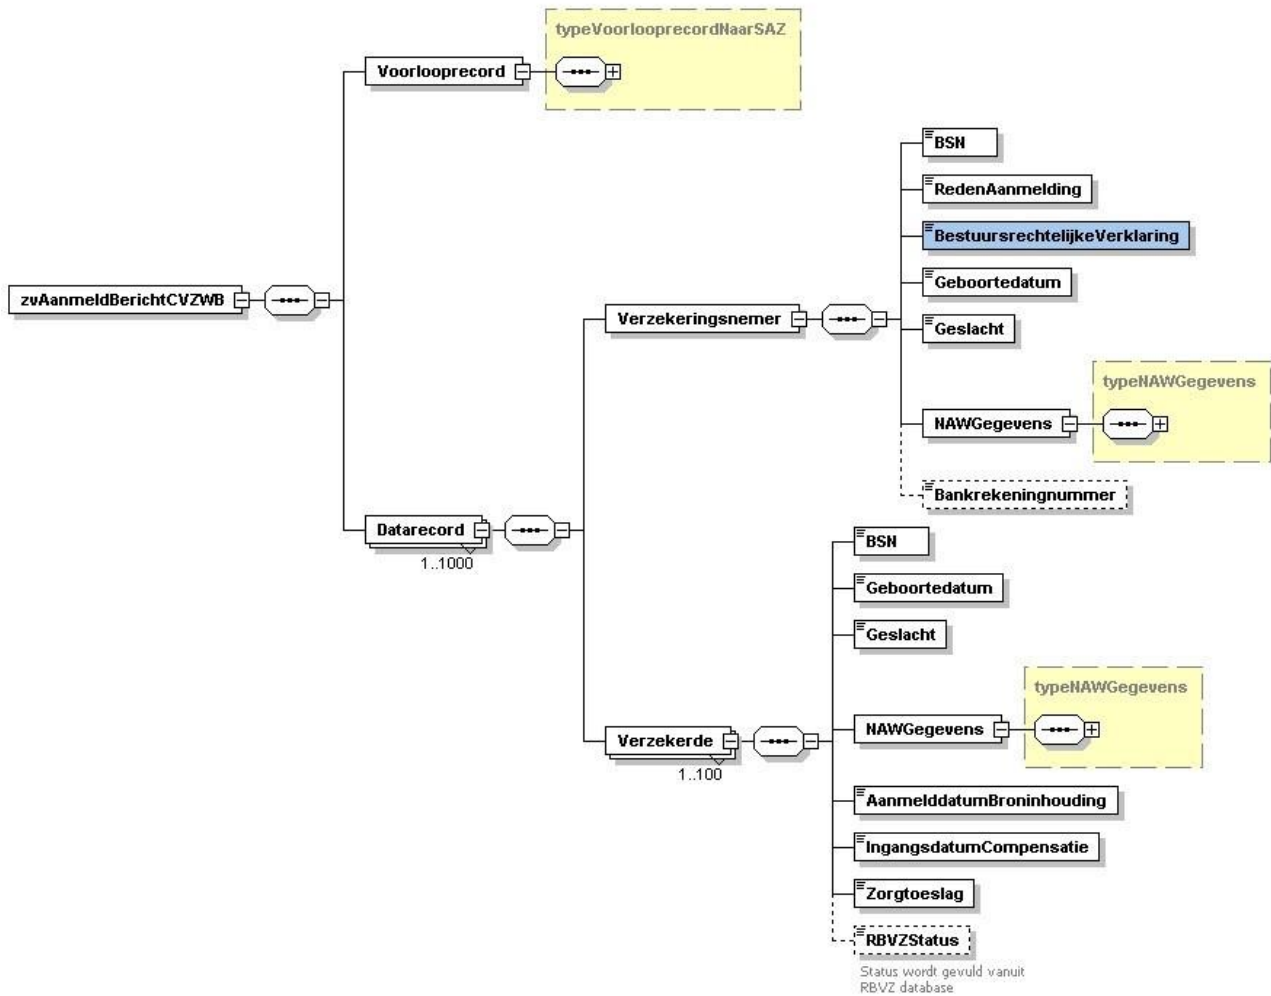 typeVoorlooprecordNaarSAZ
Voorlooprecord
BSN
RedenAanmelding
BestuursrechtelijkeVerklaring
Geboortedatum
zvAanmeldBerichtCVZWB
Verzekeringsnemer
Geslacht
typeNAWGegevens
NAWGegevens
Bankrekeningnummer
Datarecord
1..1000
BSN
Geboortedatum
Geslacht
typeNAWGegevens
NAWGegevens
Verzekerde
1..100
AanmelddatumBroninhouding
IngangsdatumCompensatie
Zorgtoeslag
RBVZStatus
Status wordt gevuld vanuit
RBVZ database